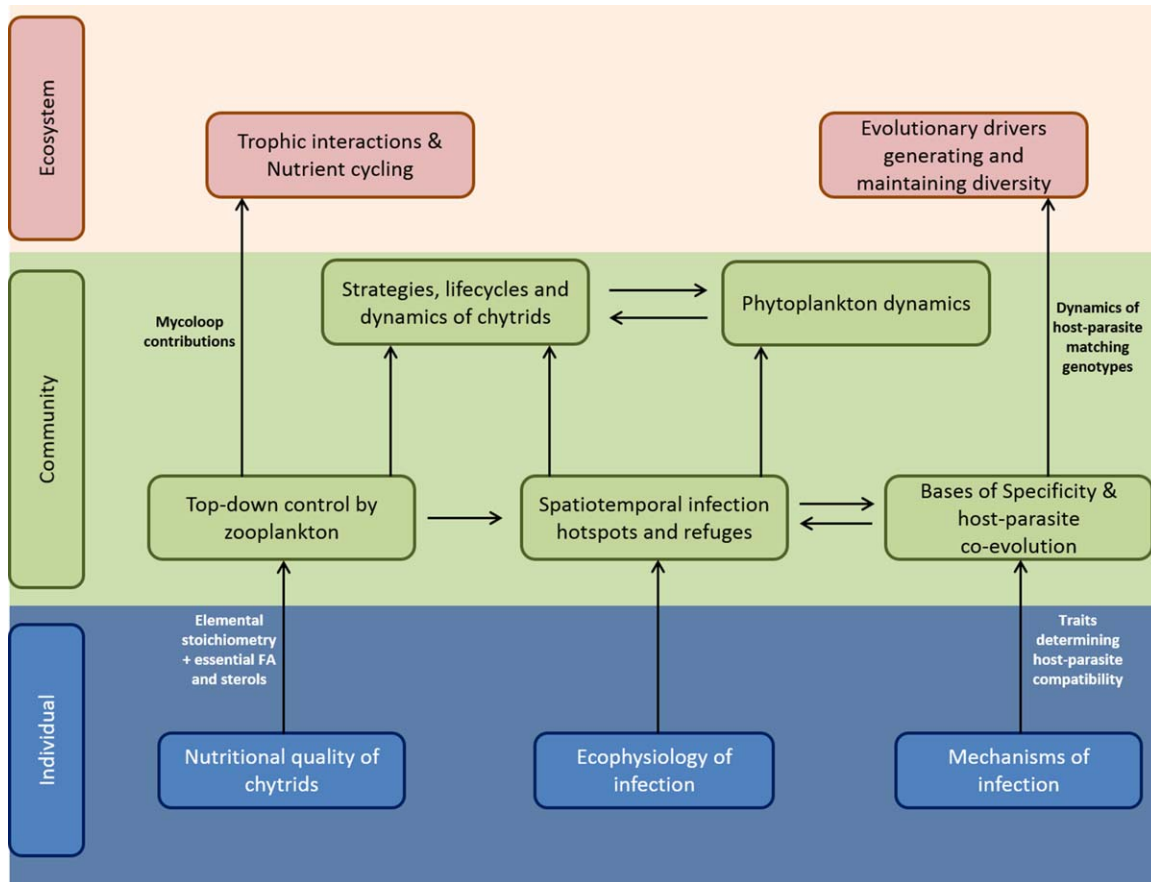 Ecosystem
Trophic interactions &
Nutrient cycling
Evolutionary drivers
generating and
maintaining diversity
Community
Strategies, lifecycles and
dynamics of chytrids
Phytoplankton dynamics
Mycoloop
contributions
Dynamics of
host-parasite
matching
genotypes
Top-down control by
zooplankton
Spatiotemporal infection
hotspots and refuges
Bases of Specificity &
host-parasite
co-evolution
Individual
Elemental
stoichiometry
+ essential FA
and sterols
Traits
determining
host-parasite
compatibility
Nutritional quality of
chytrids
Ecophysiology of
infection
Mechanisms of
infection